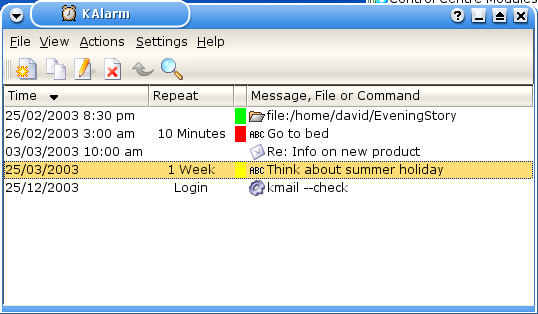 Control Centre Modules
KAlarm
File View Actions Settings Help
Time Repeat Message, File or Command
25/02/2003 8:30 pm file:/home/david/EveningStory
26/02/2003 3:00 am 10 Minutes ABC Go to bed
03/03/2003 10:00 am Re: Info on new product
25/03/2003 1 Week ABC Think about summer holiday
25/12/2003 Login kmail --check